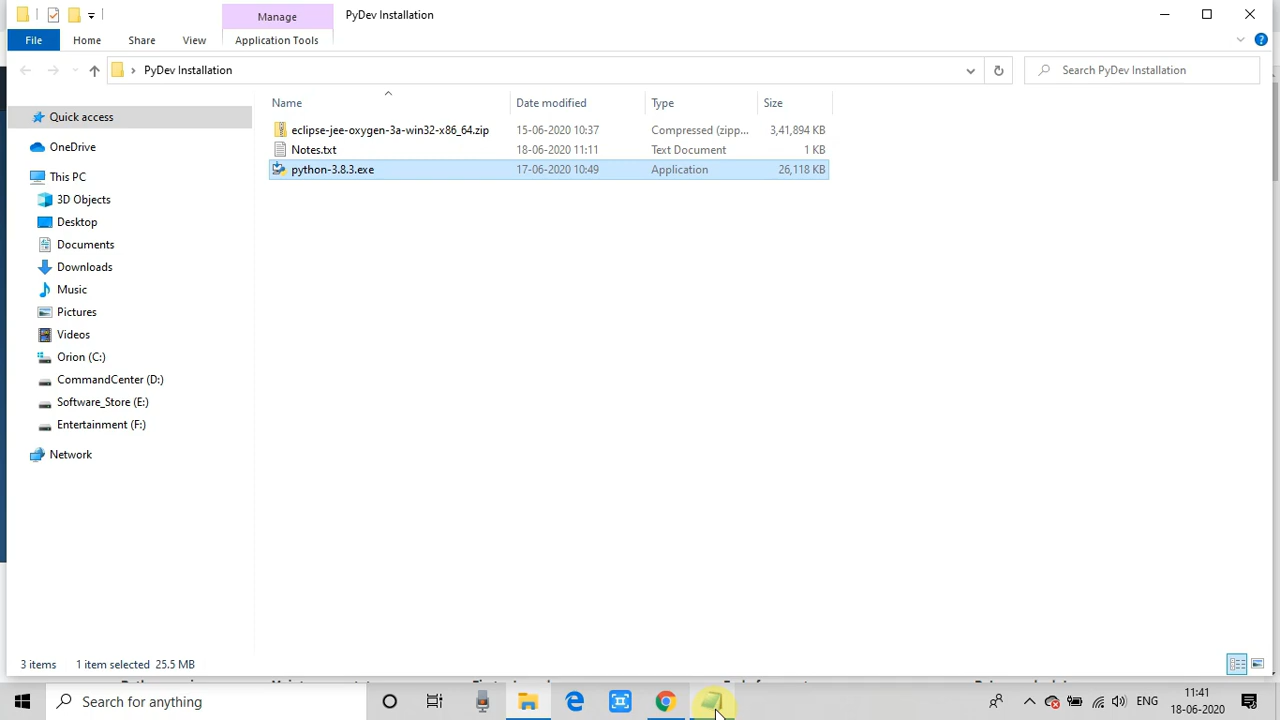 Manage
PyDev Installation
File
Home
Share
View
Application Tools
PyDev Installation
Search PyDev Installation
Name
Date modified
Type
Size
Quick access
OneDrive
This PC
3D Objects
Desktop
Documents
Downloads
Music
Pictures
Videos
Orion (C:)
CommandCenter (D:)
Software_Store (E:)
Entertainment (F:)
Network
eclipse-jee-oxygen-3a-win32-x86_64.zip 15-06-2020 10:37 Compressed (zipp... 3,41,894 KB
Notes.txt 18-06-2020 11:11 Text Document 1 KB
python-3.8.3.exe 17-06-2020 10:49 Application 26,118 KB
3 items 1 item selected 25.5 MB
Search for anything
ENG
11:41
18-06-2020